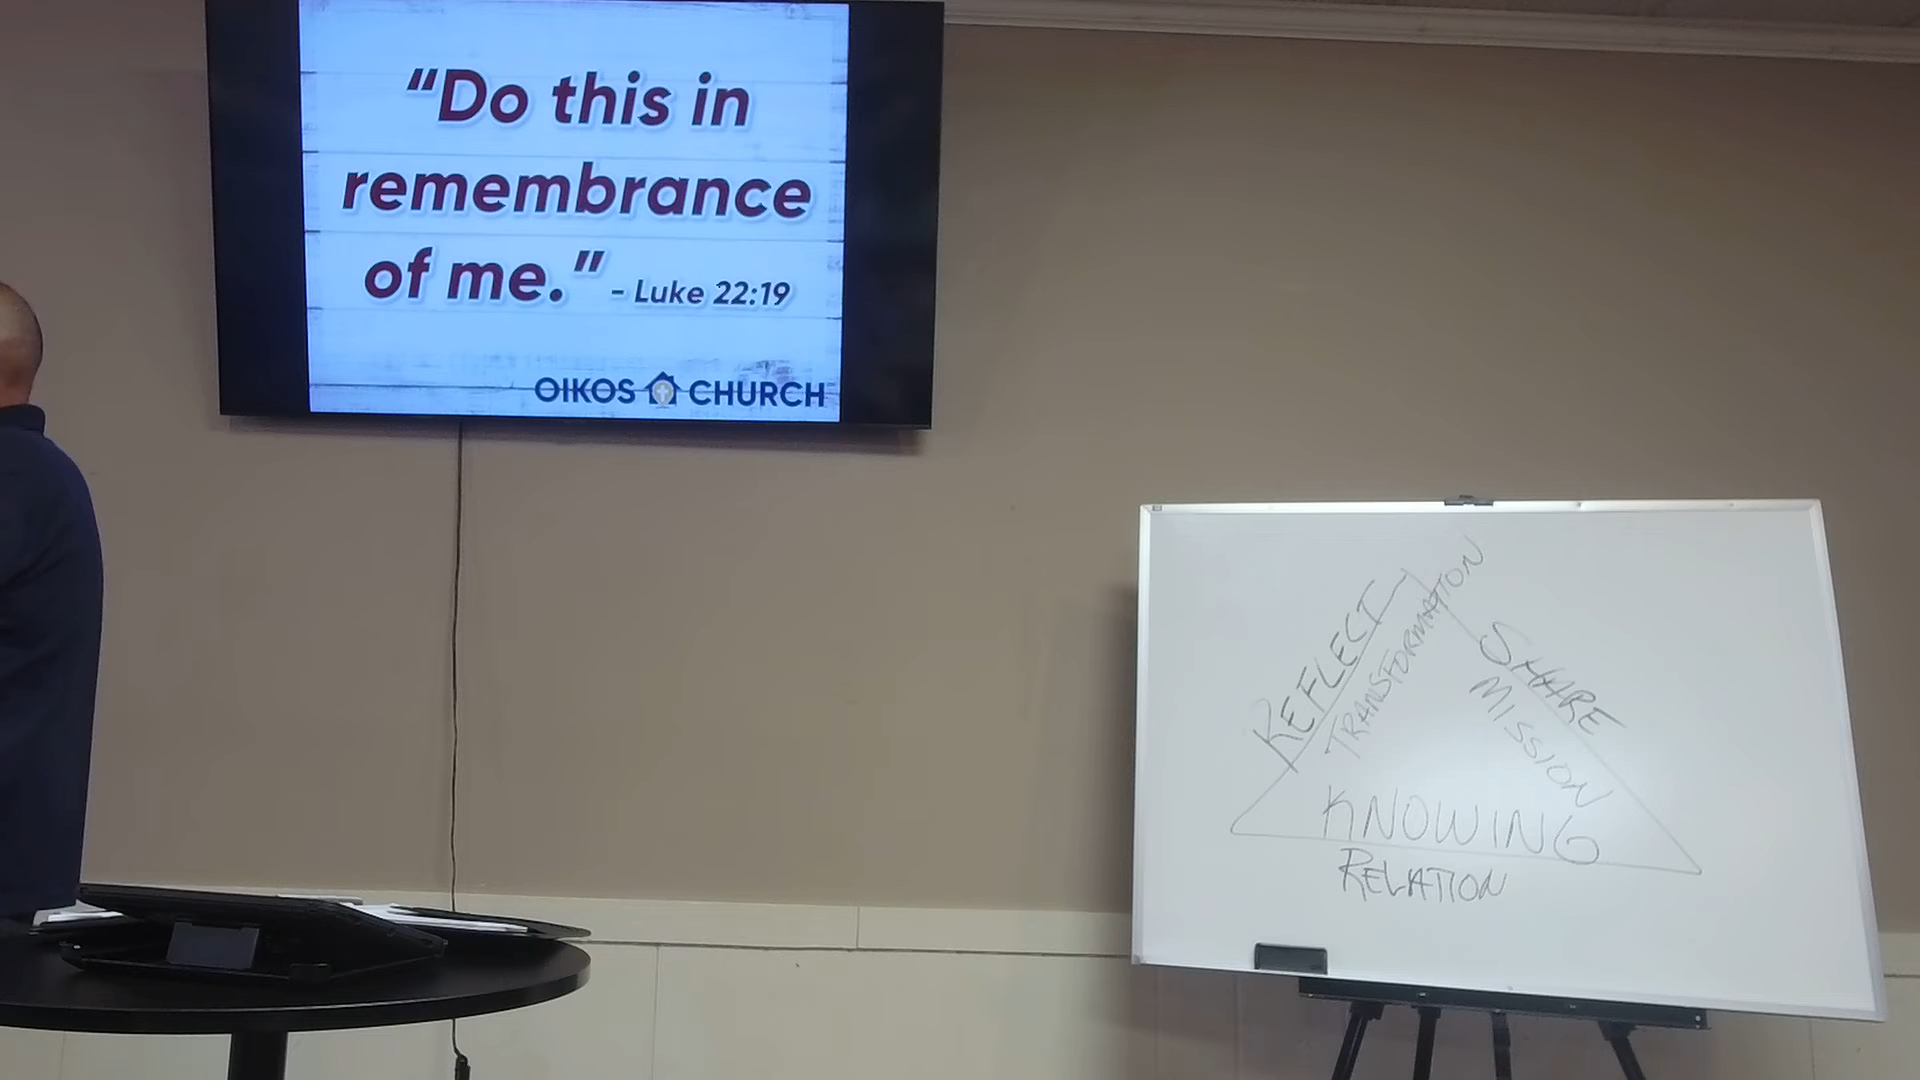 “Do this in
remembrance
of me.” - Luke 22:19
OIKOS CHURCH
REFLECT
TRANSFORMATION
SHARE
MISSION
KNOWING
RELATION